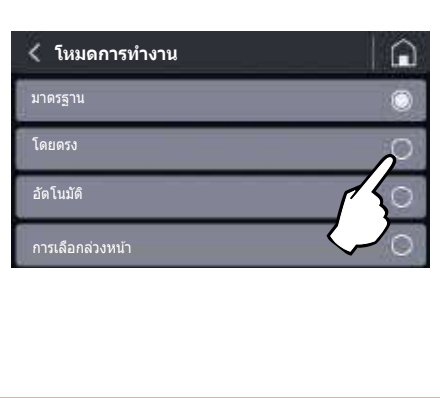 โหมดการทำงาน
มาตรฐาน
โดยตรง
อัตโนมัติ
การเลือกล่วงหน้า